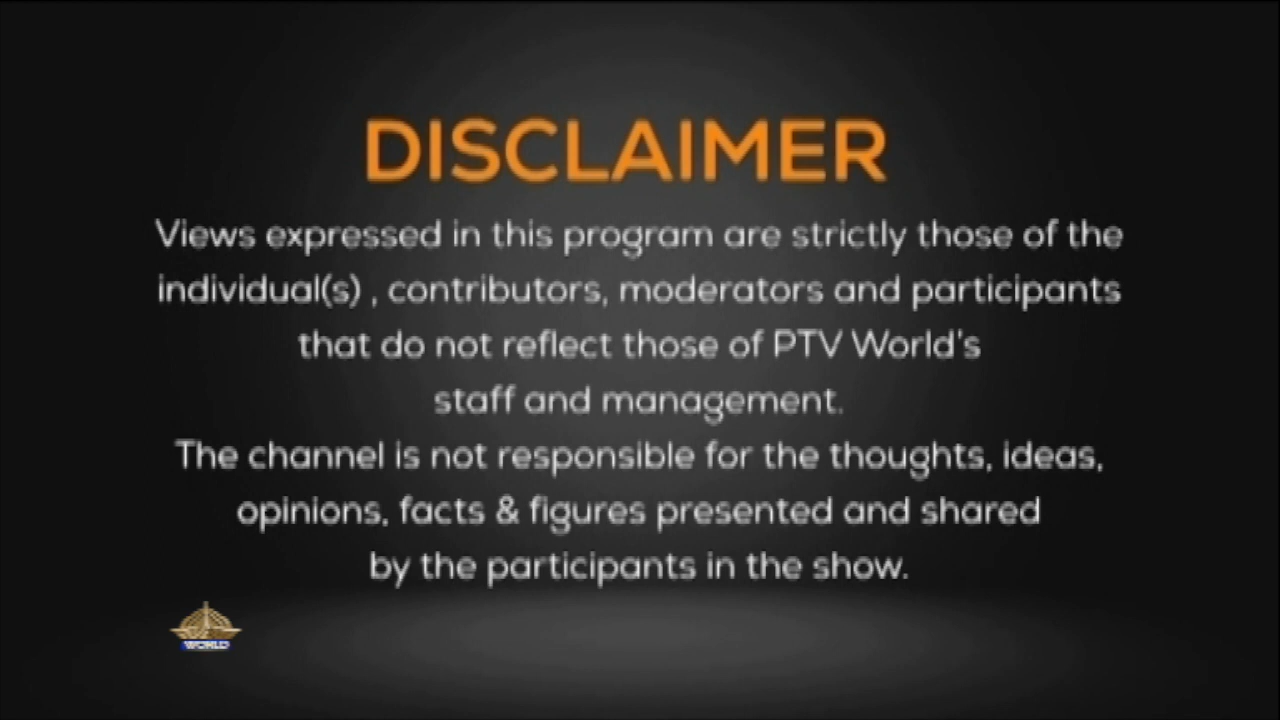 DISCLAIMER
Views expressed in this program are strictly those of the
individual(s) , contributors, moderators and participants
that do not reflect those of PTV World's
staff and management.
The channel is not responsible for the thoughts, ideas,
opinions, facts & figures presented and shared
by the participants in the show.
WORLD